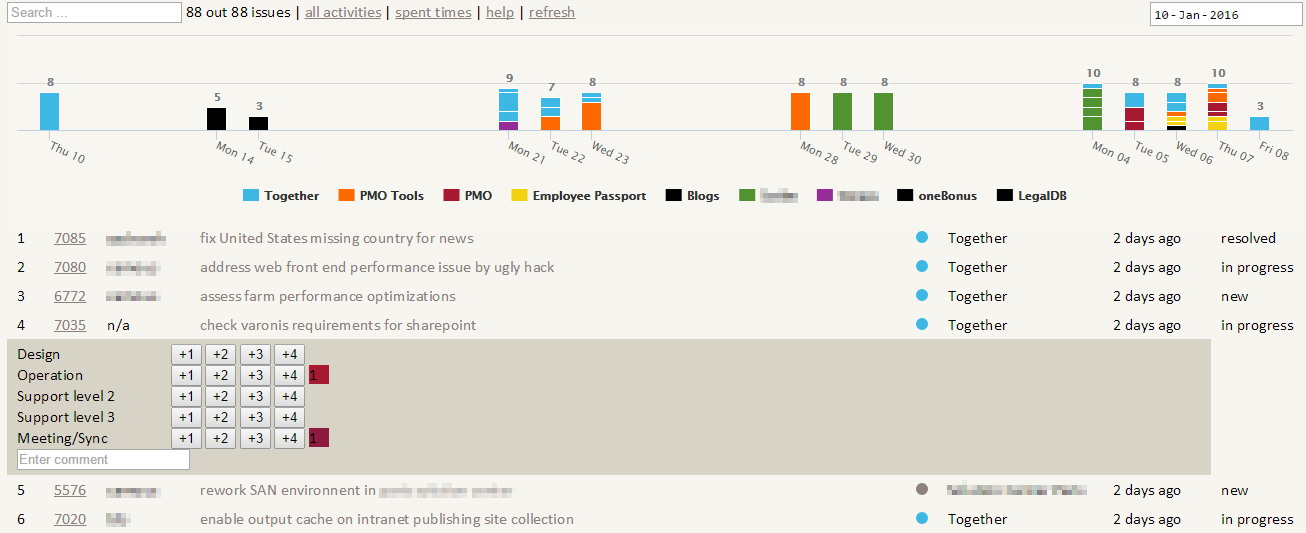 Search ... 88 out 88 issues | all activities | spent times | help | refresh 10-Jan-2016
8 5 3 9 7 8 8 8 8 10 8 8 10 3
Thu 10 Mon 14 Tue 15 Mon 21 Tue 22 Wed 23 Mon 28 Tue 29 Wed 30 Mon 04 Tue 05 Wed 06 Thu 07 Fri 08
Together PMO Tools PMO Employee Passport Blogs oneBonus LegalDB
1 7085 fix United States missing country for news Together 2 days ago resolved
2 7080 address web front end performance issue by ugly hack Together 2 days ago in progress
3 6772 assess farm performance optimizations Together 2 days ago new
4 7035 n/a check varonis requirements for sharepoint Together 2 days ago in progress
Design +1 +2 +3 +4
Operation +1 +2 +3 +4 1
Support level 2 +1 +2 +3 +4
Support level 3 +1 +2 +3 +4
Meeting/Sync +1 +2 +3 +4 1
Enter comment
5 5576 rework SAN environnent in 2 days ago new
6 7020 enable output cache on intranet publishing site collection Together 2 days ago in progress